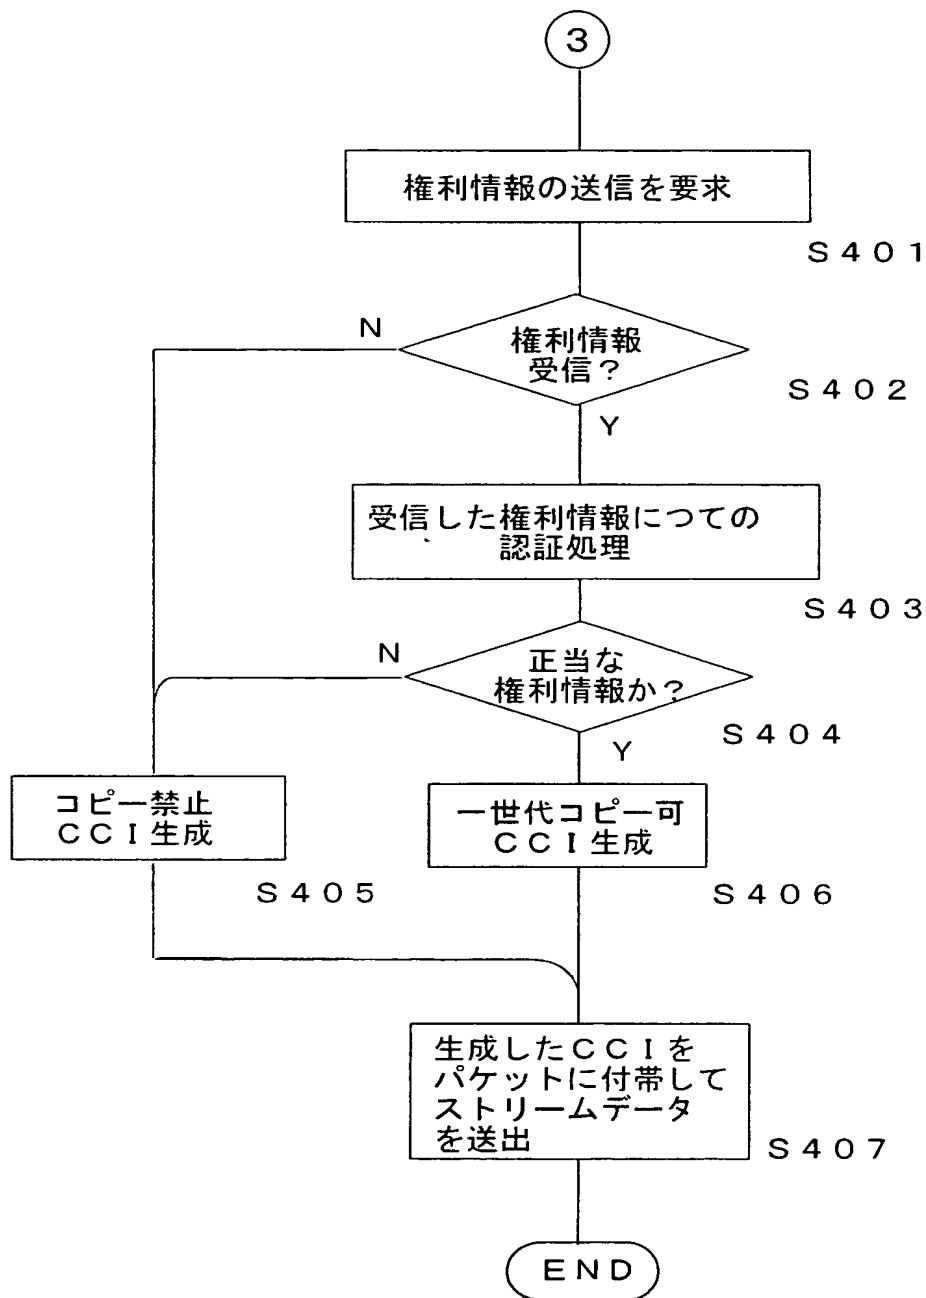 3
権利情報の送信を要求
S401
N
権利情報
受信?
S402
Y
受信した権利情報につての
認証処理
S403
N
正当な
権利情報か?
S404
Y
コピー禁止
CCI生成
S405
一世代コピー可
CCI生成
S406
生成したCCIを
パケットに付帯して
ストリームデータ
を送出
S407
END